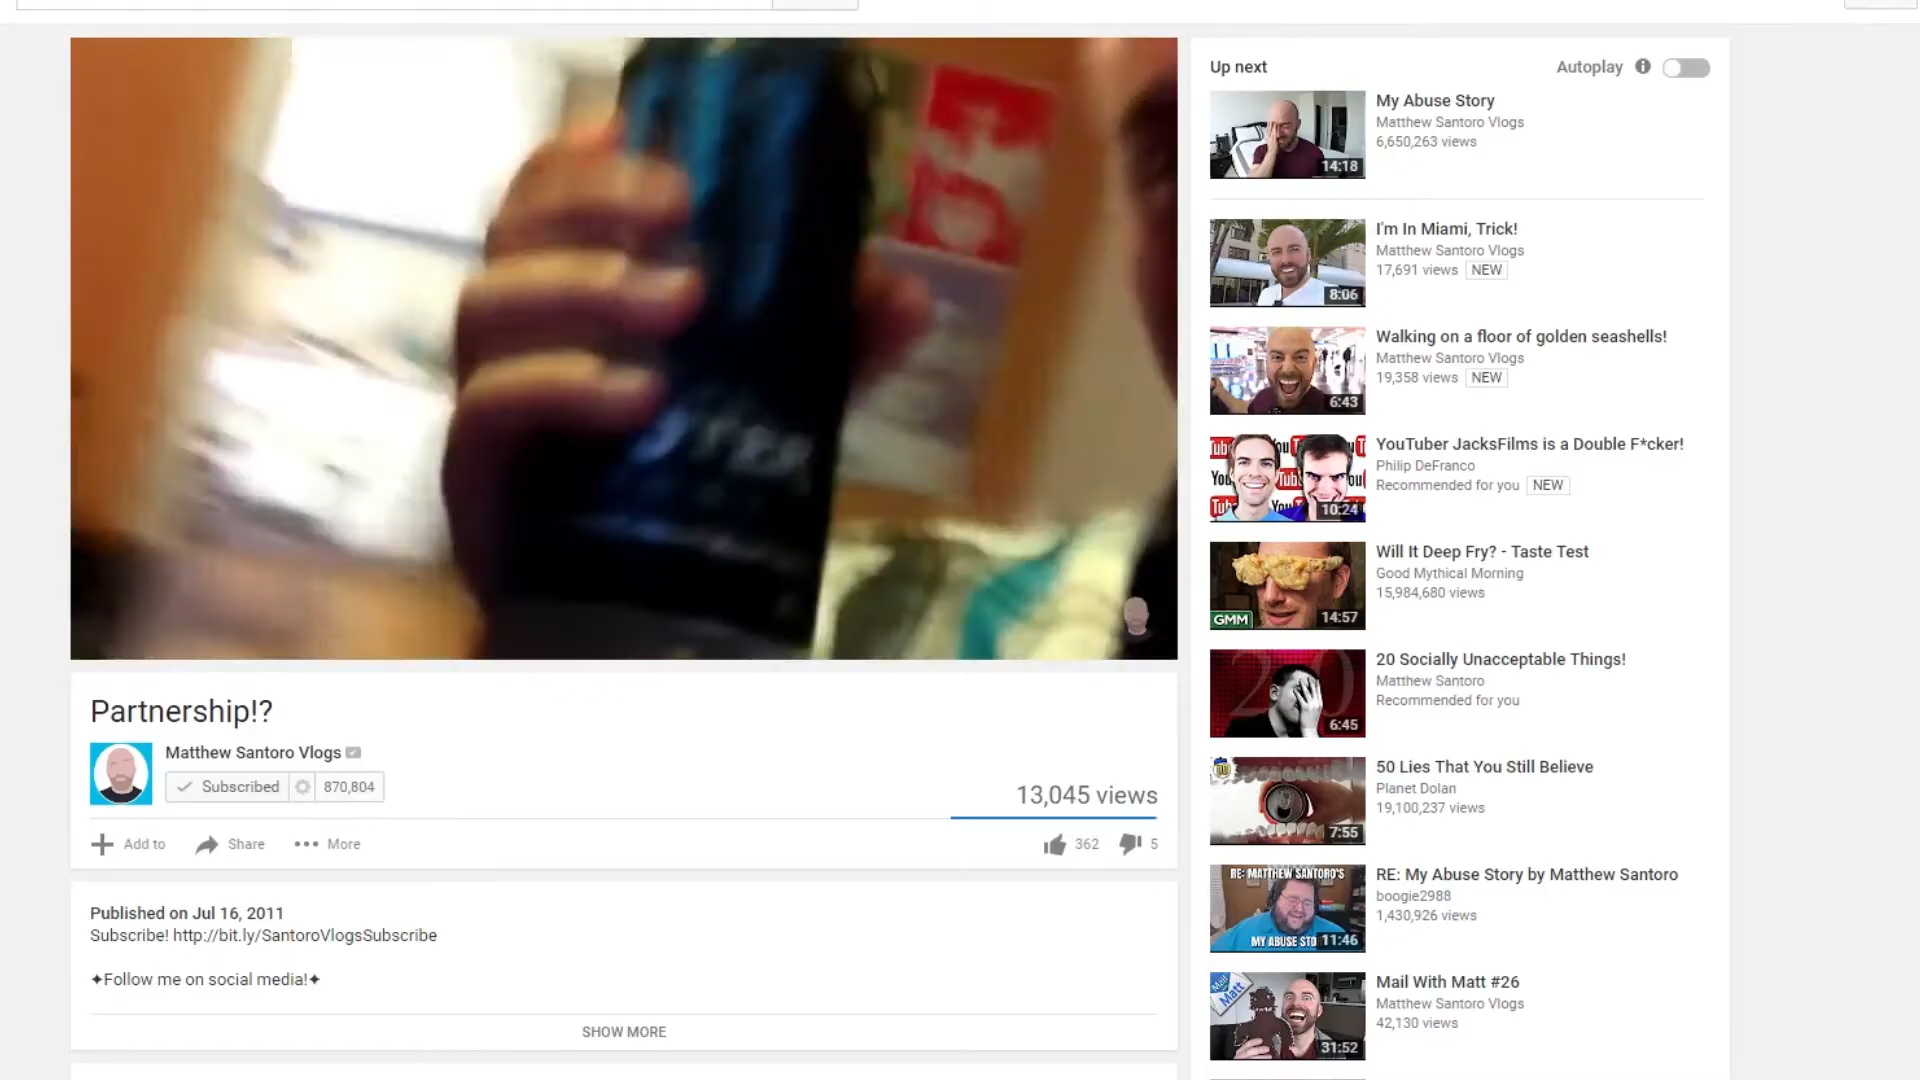 Up next
Autoplay
My Abuse Story
Matthew Santoro Vlogs
6,650,263 views
14:18
I'm In Miami, Trick!
Matthew Santoro Vlogs
17,691 views NEW
8:06
Walking on a floor of golden seashells!
Matthew Santoro Vlogs
19,358 views NEW
6:43
YouTuber JacksFilms is a Double F*cker!
Philip DeFranco
Recommended for you NEW
10:24
Will It Deep Fry? - Taste Test
Good Mythical Morning
15,984,680 views
GMM
14:57
20 Socially Unacceptable Things!
Matthew Santoro
Recommended for you
20
6:45
50 Lies That You Still Believe
Planet Dolan
19,100,237 views
7:55
RE: MATTHEW SANTORO'S
MY ABUSE STO
11:46
RE: My Abuse Story by Matthew Santoro
boogie2988
1,430,926 views
Mail With Matt #26
Matthew Santoro Vlogs
42,130 views
Mail
Matt
31:52
Partnership!?
Matthew Santoro Vlogs
Subscribed 870,804
13,045 views
Add to Share More
362 5
Published on Jul 16, 2011
Subscribe! http://bit.ly/SantoroVlogsSubscribe
✦Follow me on social media!✦
SHOW MORE